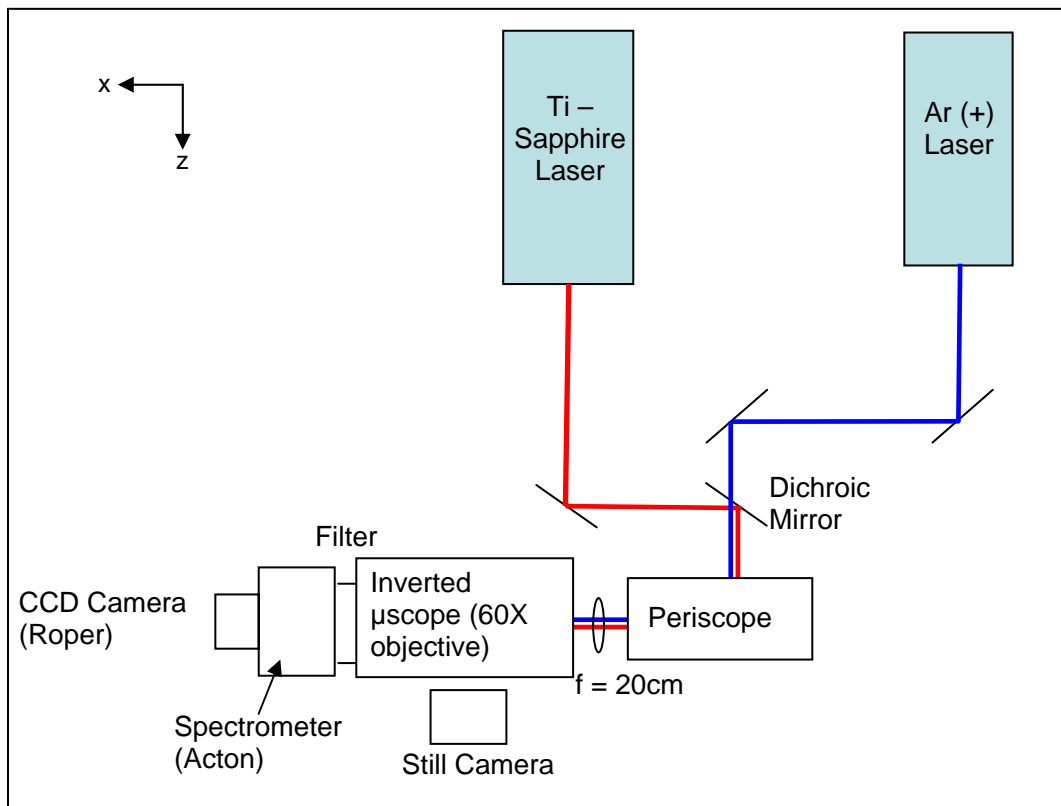 x
z
Ti –
Sapphire
Laser
Ar (+)
Laser
Dichroic
Mirror
Filter
CCD Camera
(Roper)
Inverted
µscope (60X
objective)
Periscope
f = 20cm
Spectrometer
(Acton)
Still Camera